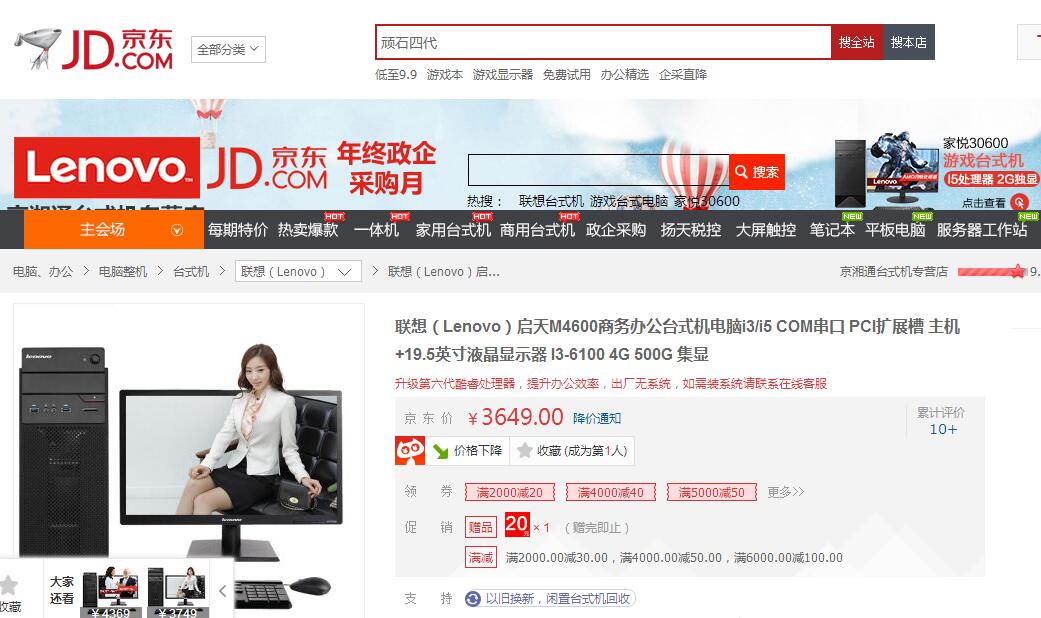 JD.COM 京东
全部分类
顽石四代
搜全站 搜本店
低至9.9 游戏本 游戏显示器 免费试用 办公精选 企采直降
Lenovo™ JD.COM 京东 年终政企
采购月
搜索
热搜： 联想台式机 游戏台式电脑 家悦30600
家悦30600
游戏台式机
I5处理器 2G独显
点击查看
Lenovo
主会场 每期特价 热卖爆款 HOT 一体机 HOT 家用台式机 HOT 商用台式机 HOT 政企采购 扬天税控 大屏触控 笔记本 NEW 平板电脑 NEW 服务器工作站 NEW
电脑、办公 > 电脑整机 > 台式机 > 联想（Lenovo） > 联想（Lenovo）启...
京湘通台式机专营店 9.
联想（Lenovo）启天M4600商务办公台式机电脑i3/i5 COM串口 PCI扩展槽 主机
+19.5英寸液晶显示器 I3-6100 4G 500G 集显
升级第六代酷睿处理器，提升办公效率，出厂无系统，如需装系统请联系在线客服
京东价 ￥3649.00 降价通知
累计评价
10+
价格下降 收藏 (成为第1人)
领券 满2000减20 满4000减40 满5000减50 更多>>
促销 赠品 20元 × 1 （赠完即止）
满减 满2000.00减30.00，满4000.00减50.00，满6000.00减100.00
支持 以旧换新，闲置台式机回收
lenovo
lenovo
收藏
大家
还看
￥4369 ￥3749